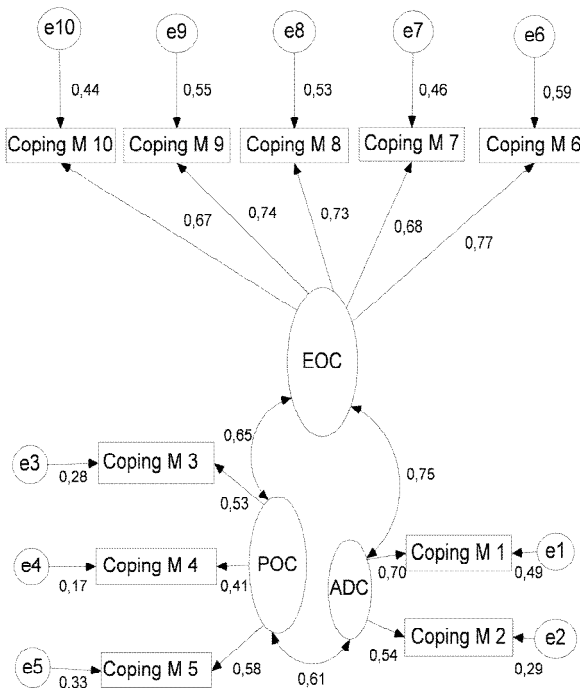 e10 e9 e8 e7 e6
0,44 0,55 0,53 0,46 0,59
Coping M 10 Coping M 9 Coping M 8 Coping M 7 Coping M 6
0,67 0,74 0,73 0,68 0,77
EOC
0,65 0,75
e3 0,28 Coping M 3 0,53
e4 0,17 Coping M 4 0,41 POC
e5 0,33 Coping M 5 0,58
ADC 0,70 Coping M 1 0,49 e1
0,54 Coping M 2 0,29 e2
0,61